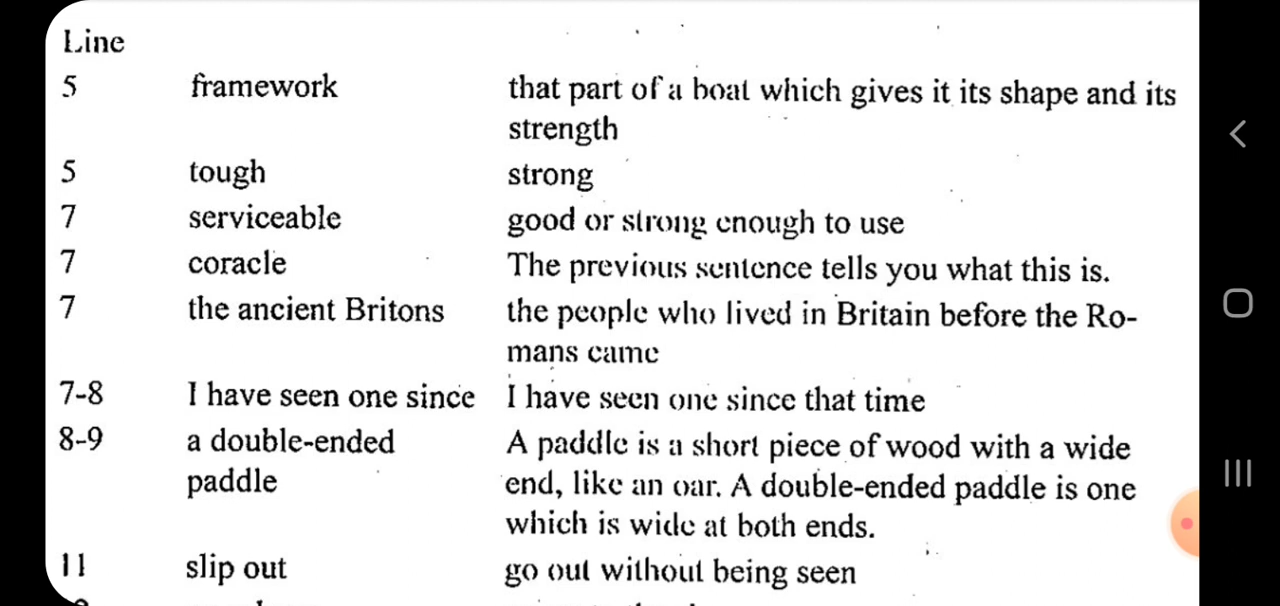 Line
5 framework that part of a boat which gives it its shape and its
strength
5 tough strong
7 serviceable good or strong enough to use
7 coracle The previous sentence tells you what this is.
7 the ancient Britons the people who lived in Britain before the Ro-
mans came
7-8 I have seen one since I have seen one since that time
8-9 a double-ended A paddle is a short piece of wood with a wide
paddle end, like an oar. A double-ended paddle is one
which is wide at both ends.
11 slip out go out without being seen